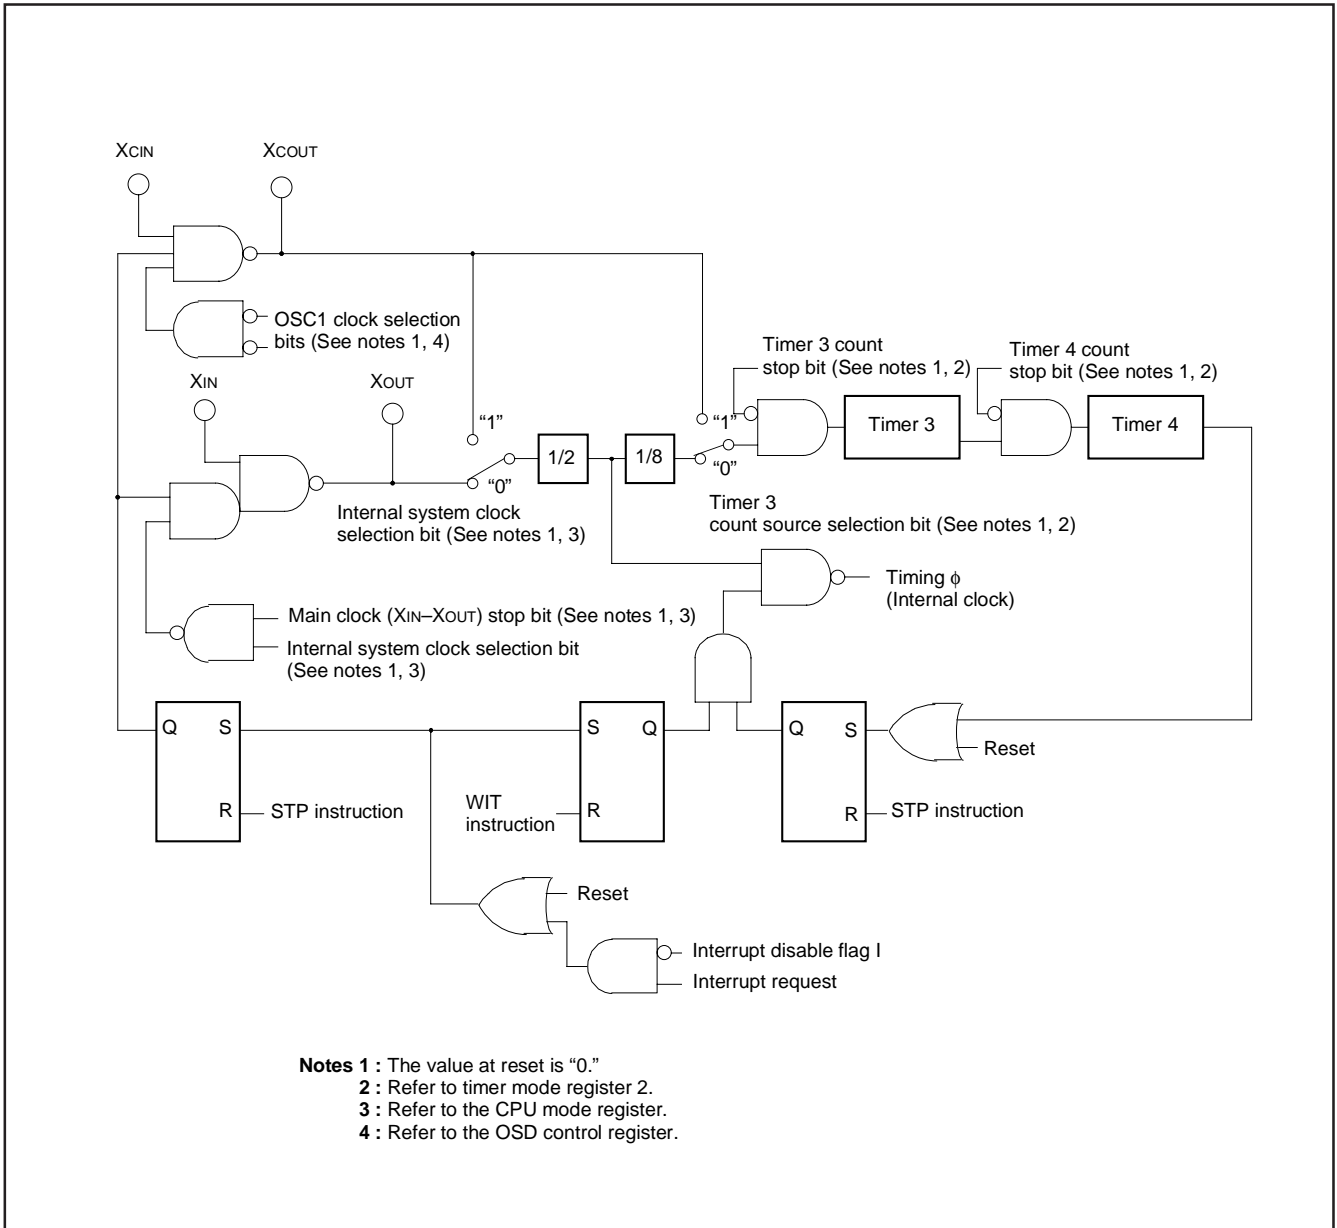 XCIN
XCOUT
OSC1 clock selection
bits (See notes 1, 4)
XIN
XOUT
Timer 3 count
stop bit (See notes 1, 2)
Timer 4 count
stop bit (See notes 1, 2)
“1”
“0”
1/2
1/8
“1”
“0”
Timer 3
Timer 4
Internal system clock
selection bit (See notes 1, 3)
Timer 3
count source selection bit (See notes 1, 2)
Timing ϕ
(Internal clock)
Main clock (XIN–XOUT) stop bit (See notes 1, 3)
Internal system clock selection bit
(See notes 1, 3)
Q S
R
STP instruction
S Q
R
WIT
instruction
Q S
R
Reset
STP instruction
Reset
Interrupt disable flag I
Interrupt request
Notes 1 : The value at reset is “0.”
2 : Refer to timer mode register 2.
3 : Refer to the CPU mode register.
4 : Refer to the OSD control register.